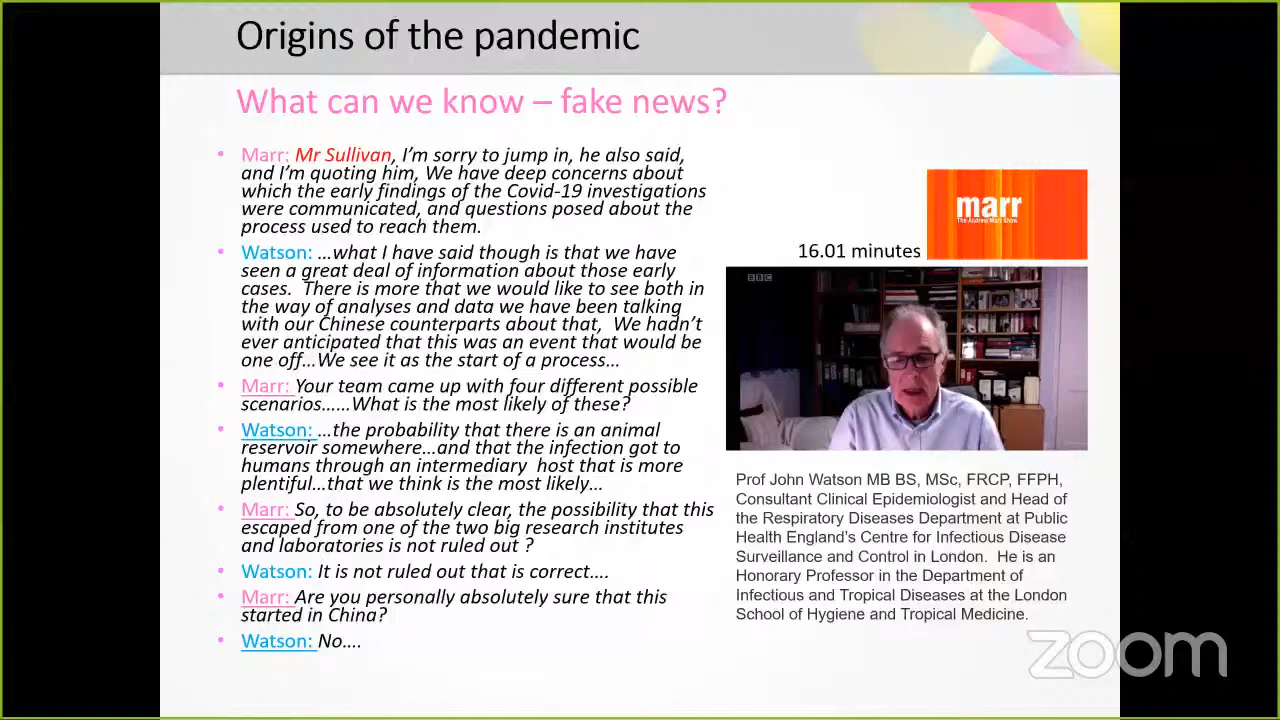 Origins of the pandemic
What can we know – fake news?
• Marr: Mr Sullivan, I'm sorry to jump in, he also said,
and I'm quoting him, We have deep concerns about
which the early findings of the Covid-19 investigations
were communicated, and questions posed about the
process used to reach them.
• Watson: …what I have said though is that we have
seen a great deal of information about those early
cases. There is more that we would like to see both in
the way of analyses and data we have been talking
with our Chinese counterparts about that, We hadn't
ever anticipated that this was an event that would be
one off…We see it as the start of a process…
• Marr: Your team came up with four different possible
scenarios……What is the most likely of these?
• Watson: …the probability that there is an animal
reservoir somewhere…and that the infection got to
humans through an intermediary host that is more
plentiful…that we think is the most likely…
• Marr: So, to be absolutely clear, the possibility that this
escaped from one of the two big research institutes
and laboratories is not ruled out ?
• Watson: It is not ruled out that is correct….
• Marr: Are you personally absolutely sure that this
started in China?
• Watson: No….
marr
The Andrew Marr Show
16.01 minutes
BBC
Prof John Watson MB BS, MSc, FRCP, FFPH,
Consultant Clinical Epidemiologist and Head of
the Respiratory Diseases Department at Public
Health England's Centre for Infectious Disease
Surveillance and Control in London. He is an
Honorary Professor in the Department of
Infectious and Tropical Diseases at the London
School of Hygiene and Tropical Medicine.
zoom